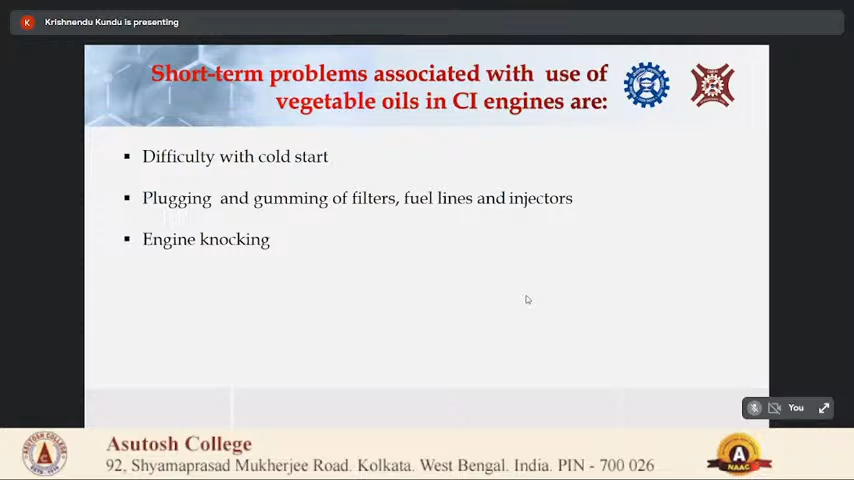 K Krishnendu Kundu is presenting
Short-term problems associated with use of
vegetable oils in CI engines are:
▪ Difficulty with cold start
▪ Plugging and gumming of filters, fuel lines and injectors
▪ Engine knocking
You
Asutosh College
92, Shyamaprasad Mukherjee Road. Kolkata. West Bengal. India. PIN - 700 026
A
NAAC